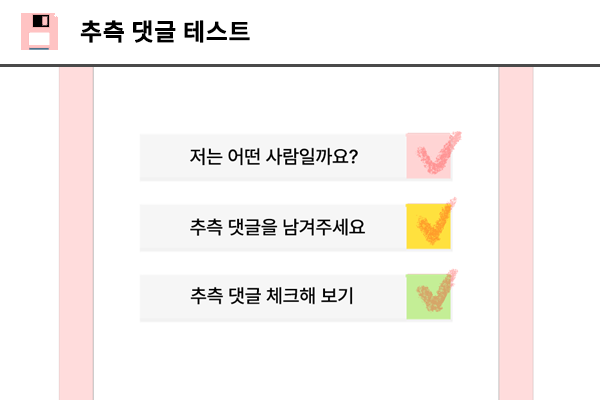 추측 댓글 테스트
저는 어떤 사람일까요?
추측 댓글을 남겨주세요
추측 댓글 체크해 보기